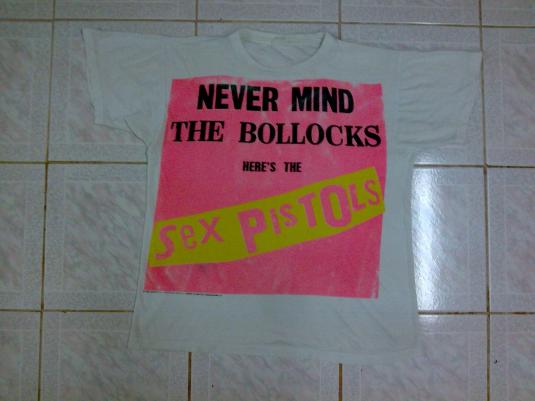 NEVER MIND
THE BOLLOCKS
HERE'S THE
SeX PisTOLS